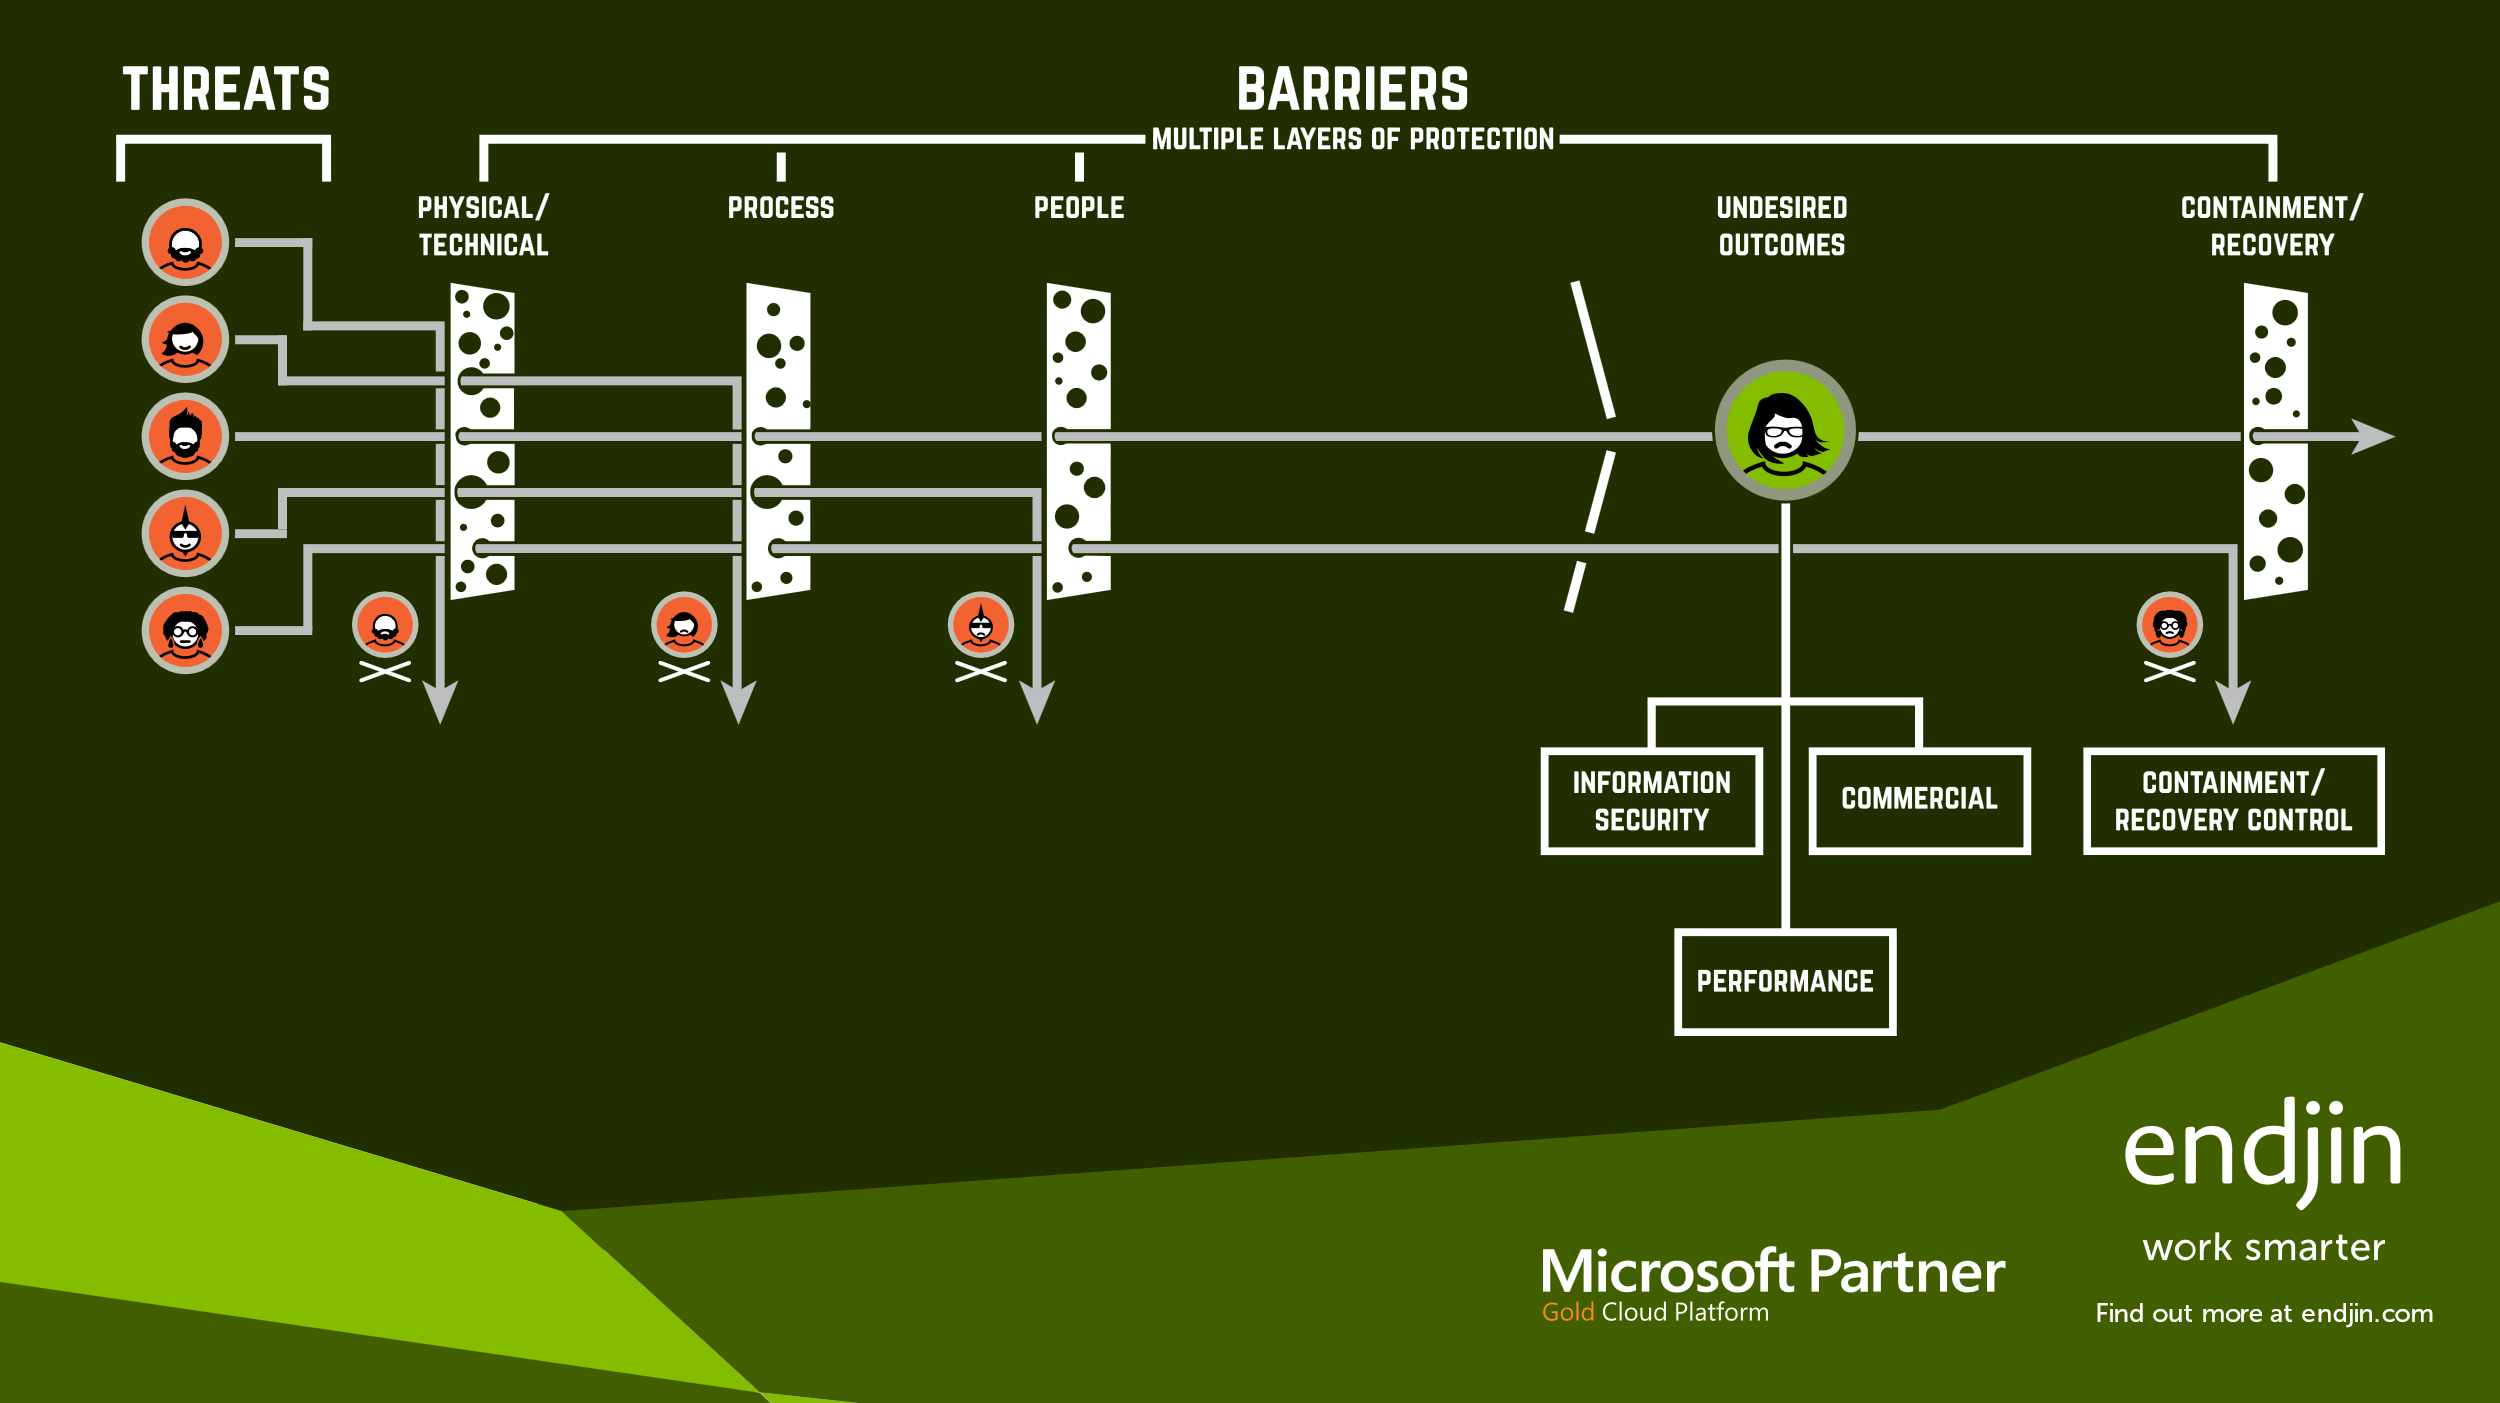 THREATS
BARRIERS
MULTIPLE LAYERS OF PROTECTION
PHYSICAL/
TECHNICAL
PROCESS
PEOPLE
UNDESIRED
OUTCOMES
CONTAINMENT/
RECOVERY
INFORMATION
SECURITY
COMMERCIAL
CONTAINMENT/
RECOVERY CONTROL
PERFORMANCE
endjin
work smarter
Microsoft Partner
Gold Cloud Platform
Find out more at endjin.com